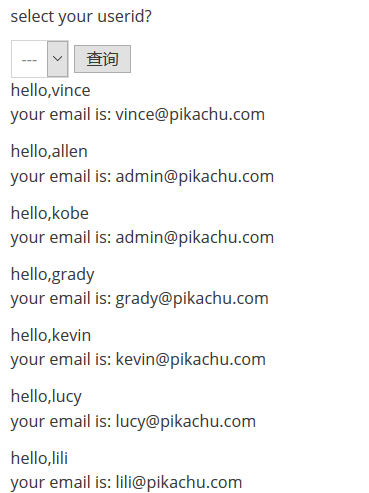 select your userid?
---
查询
hello,vince
your email is: vince@pikachu.com
hello,allen
your email is: admin@pikachu.com
hello,kobe
your email is: admin@pikachu.com
hello,grady
your email is: grady@pikachu.com
hello,kevin
your email is: kevin@pikachu.com
hello,lucy
your email is: lucy@pikachu.com
hello,lili
your email is: lili@pikachu.com